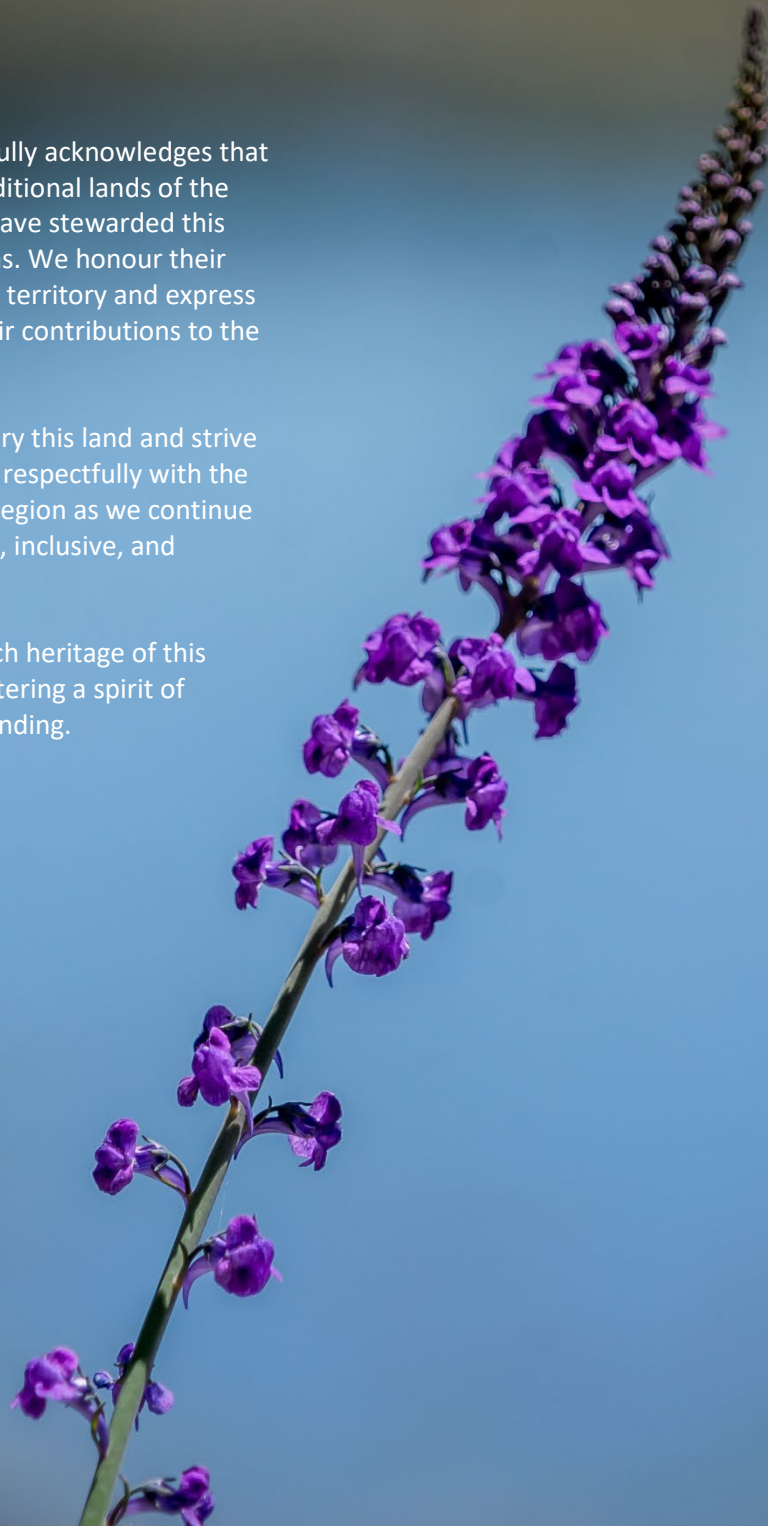 ully acknowledges that
ditional lands of the
ave stewarded this
s. We honour their
territory and express
ir contributions to the
ry this land and strive
respectfully with the
egion as we continue
, inclusive, and
ch heritage of this
tering a spirit of
nding.